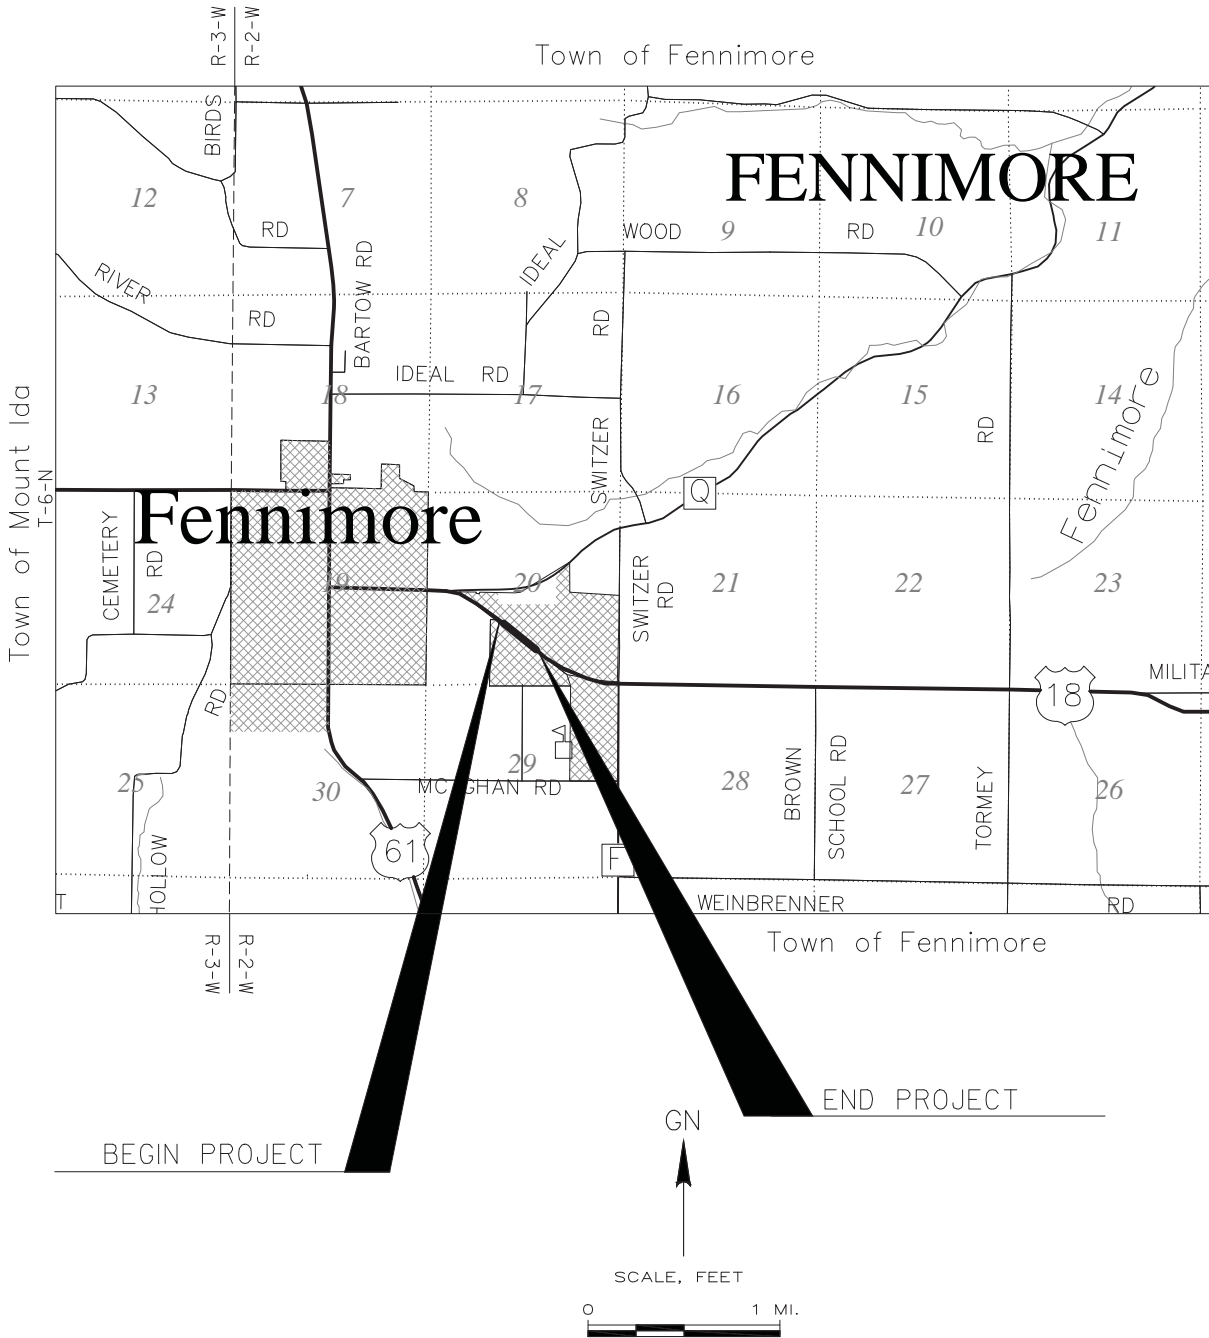 R-3-W
R-2-W
Town of Fennimore
BIRDS
FENNIMORE
12
7
8
9
10
11
RD
WOOD
RD
RIVER
RD
BARTOW RD
IDEAL
RD
IDEAL RD
13
18
17
16
15
14
RD
Fennimore
SWITZER
Town of Mount Ida
T-6-N
Q
Fennimore
CEMETERY
RD
24
19
20
SWITZER
RD
21
22
23
RD
MILITA
18
25
30
29
28
27
26
A
MC GHAN RD
BROWN
SCHOOL RD
TORMEY
61
F
HOLLOW
T
WEINBRENNER
RD
R-3-W
R-2-W
Town of Fennimore
END PROJECT
BEGIN PROJECT
GN
SCALE, FEET
0
1 MI.